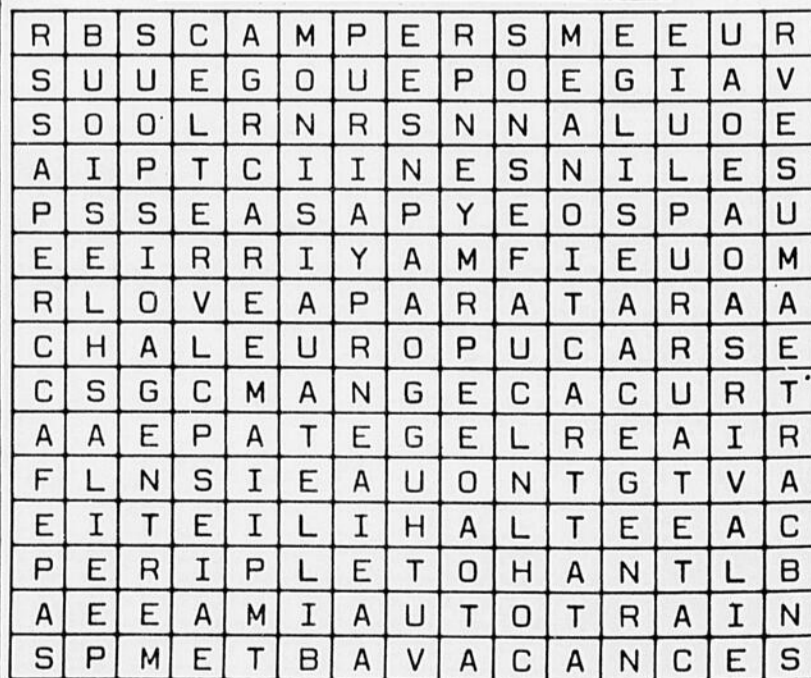 R B S C A M P E R S M E E U R
S U U E G O U E P O E G I A V
S O O L R N R S N N A L U O E
A I P T C I I N E S N I L E S
P S S E A S A P Y E O S P A U
E E I R R I Y A M F I E U O M
R L O V E A P A R A T A R A A
C H A L E U R O P U C A R S E
C S G C M A N G E C A C U R T
A A E P A T E G E L R E A I R
F L N S I E A U O N T G T V A
E I T E I L I H A L T E E A C
P E R I P L E T O H A N T L B
A E E A M I A U T O T R A I N
S P M E T B A V A C A N C E S